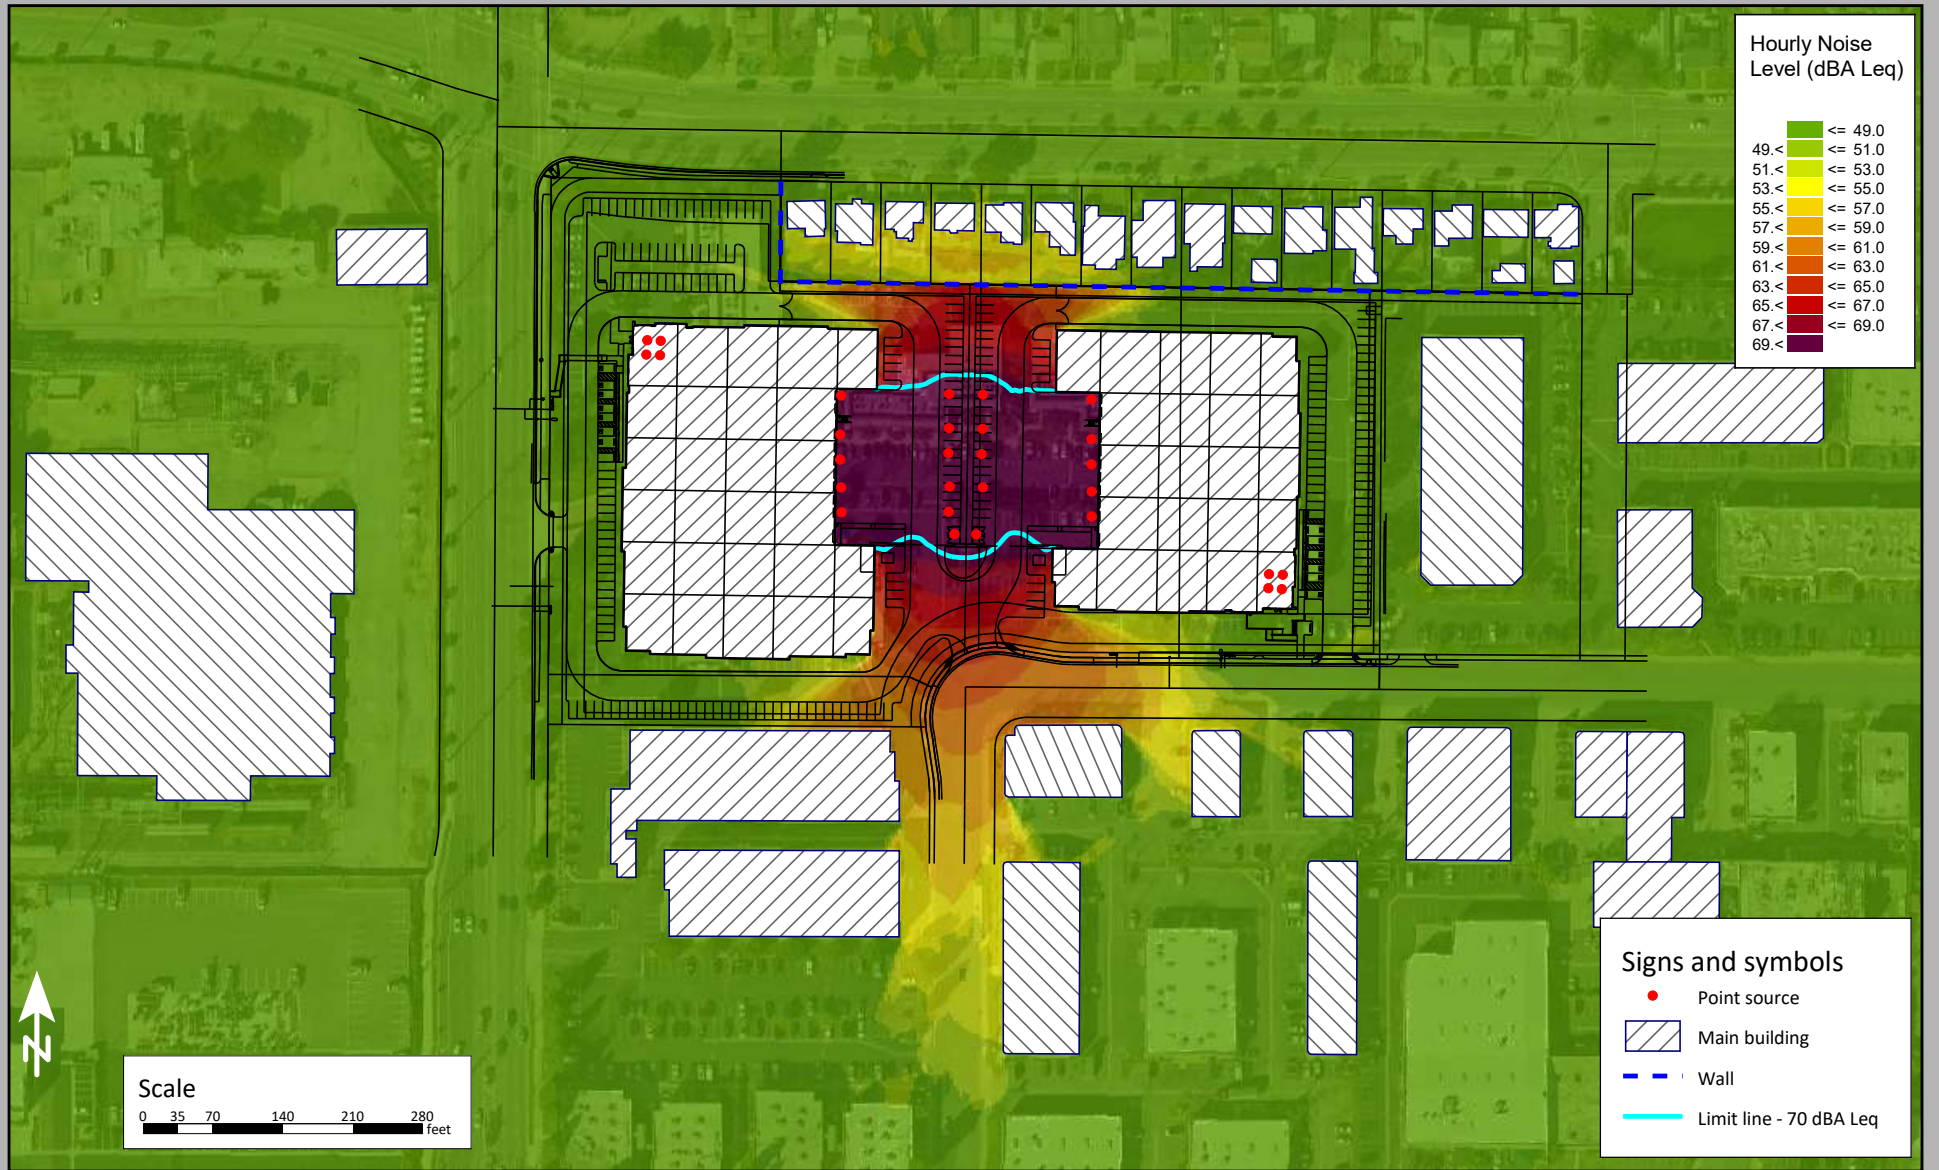 Hourly Noise
Level (dBA Leq)
<= 49.0
49.< <= 51.0
51.< <= 53.0
53.< <= 55.0
55.< <= 57.0
57.< <= 59.0
59.< <= 61.0
61.< <= 63.0
63.< <= 65.0
65.< <= 67.0
67.< <= 69.0
69.<
Signs and symbols
Point source
Main building
Wall
Limit line - 70 dBA Leq
N
Scale
0 35 70 140 210 280
feet